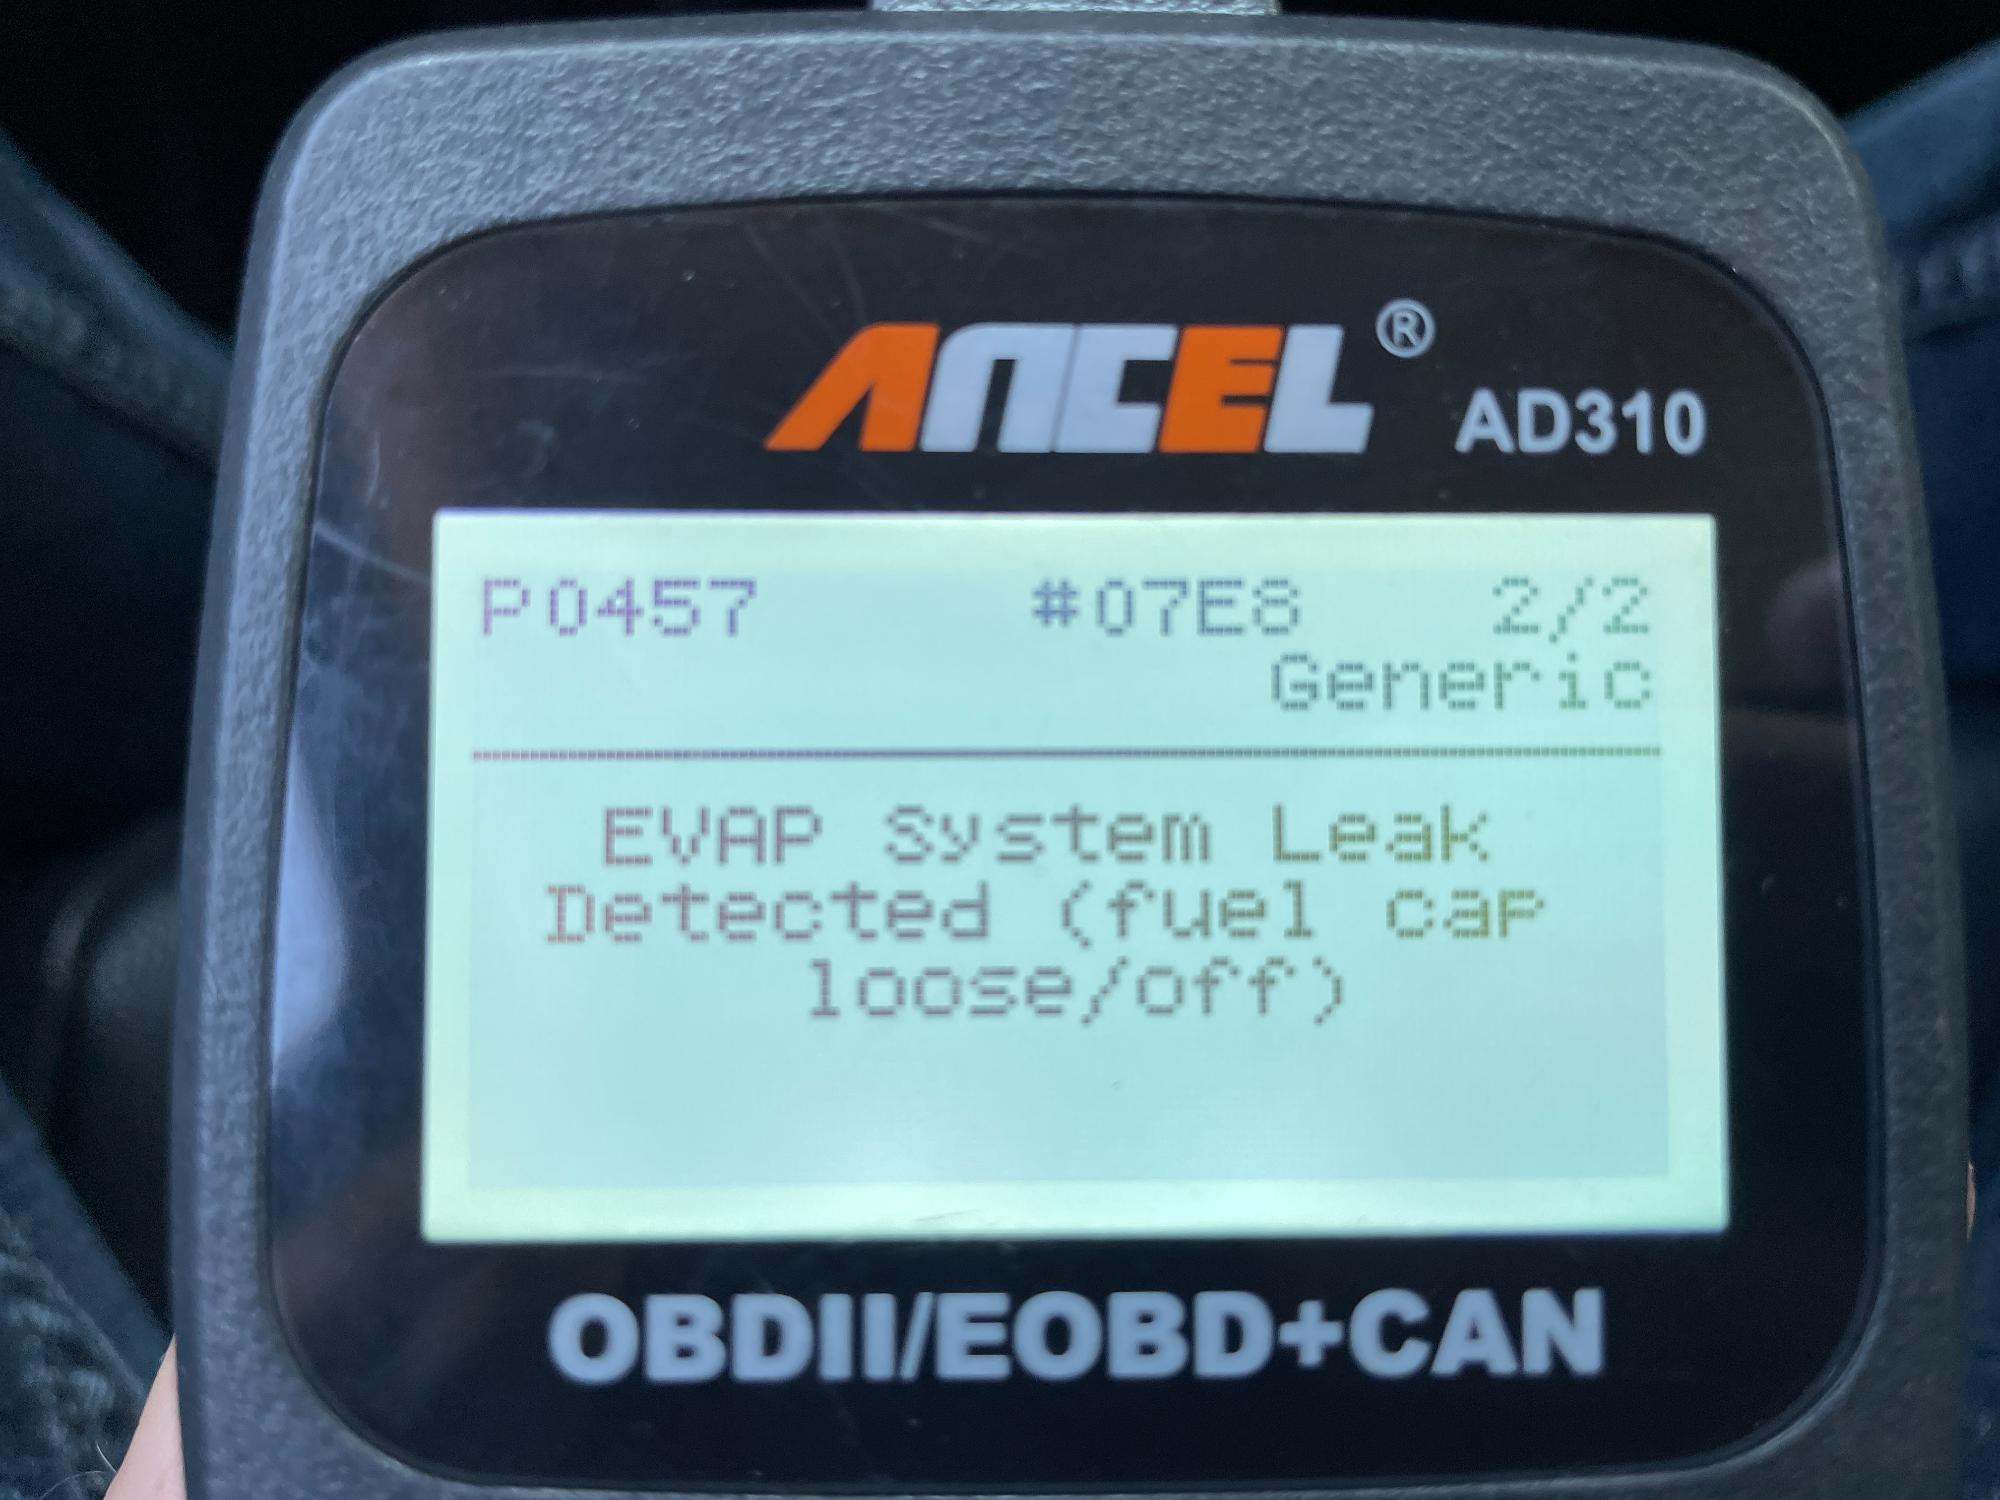 ANCEL® AD310
P0457 #07E8 2/2
Generic
EVAP System Leak
Detected (fuel cap
loose/off)
OBDII/EOBD+CAN